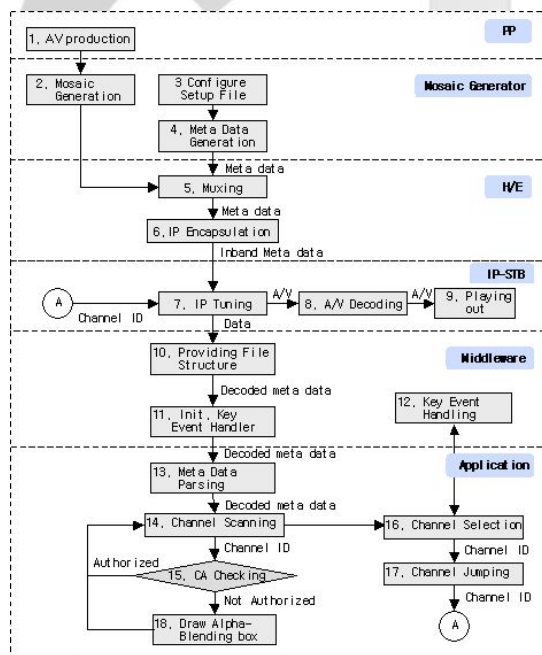 1, AV production
PP
2, Mosaic
Generation
3 Configure
Setup File
Mosaic Generator
4, Meta Data
Generation
Meta data
5, Muxing
H/E
Meta data
6, IP Encapsulation
Inband Meta data
IP-STB
A
Channel ID
7, IP Tuning
A/V
8, A/V Decoding
A/V
9, Playing
out
Data
10, Providing File
Structure
Middleware
Decoded meta data
11, Init, Key
Event Handler
12, Key Event
Handling
Decoded meta data
Application
13, Meta Data
Parsing
Decoded meta data
14, Channel Scanning
16, Channel Selection
Authorized
Channel ID
Channel ID
15, CA Checking
17, Channel Jumping
Not Authorized
Channel ID
18, Draw Alpha-
Blending box
A